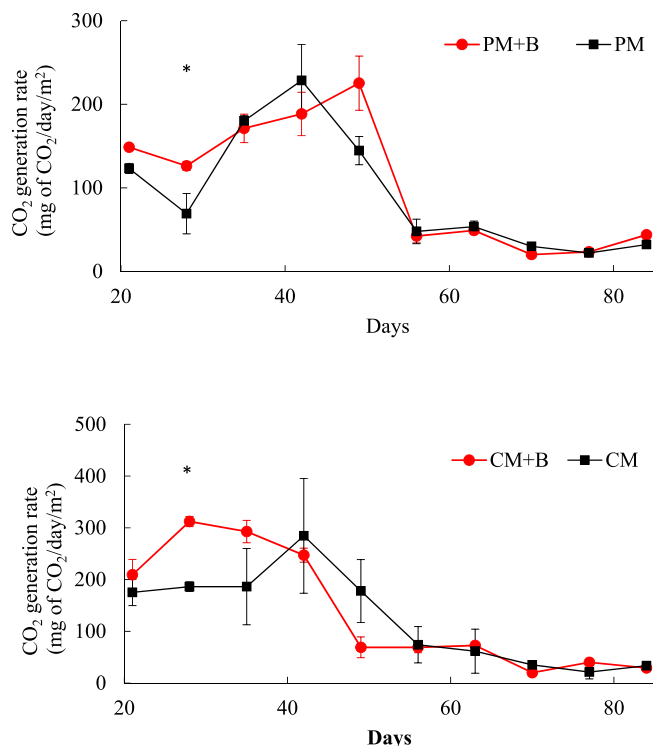 300
200
100
0
CO₂ generation rate
(mg of CO₂/day/m²)
*
PM+B
PM
20
40
60
80
Days
500
400
300
200
100
0
CO₂ generation rate
(mg of CO₂/day/m²)
*
CM+B
CM
20
40
60
80
Days